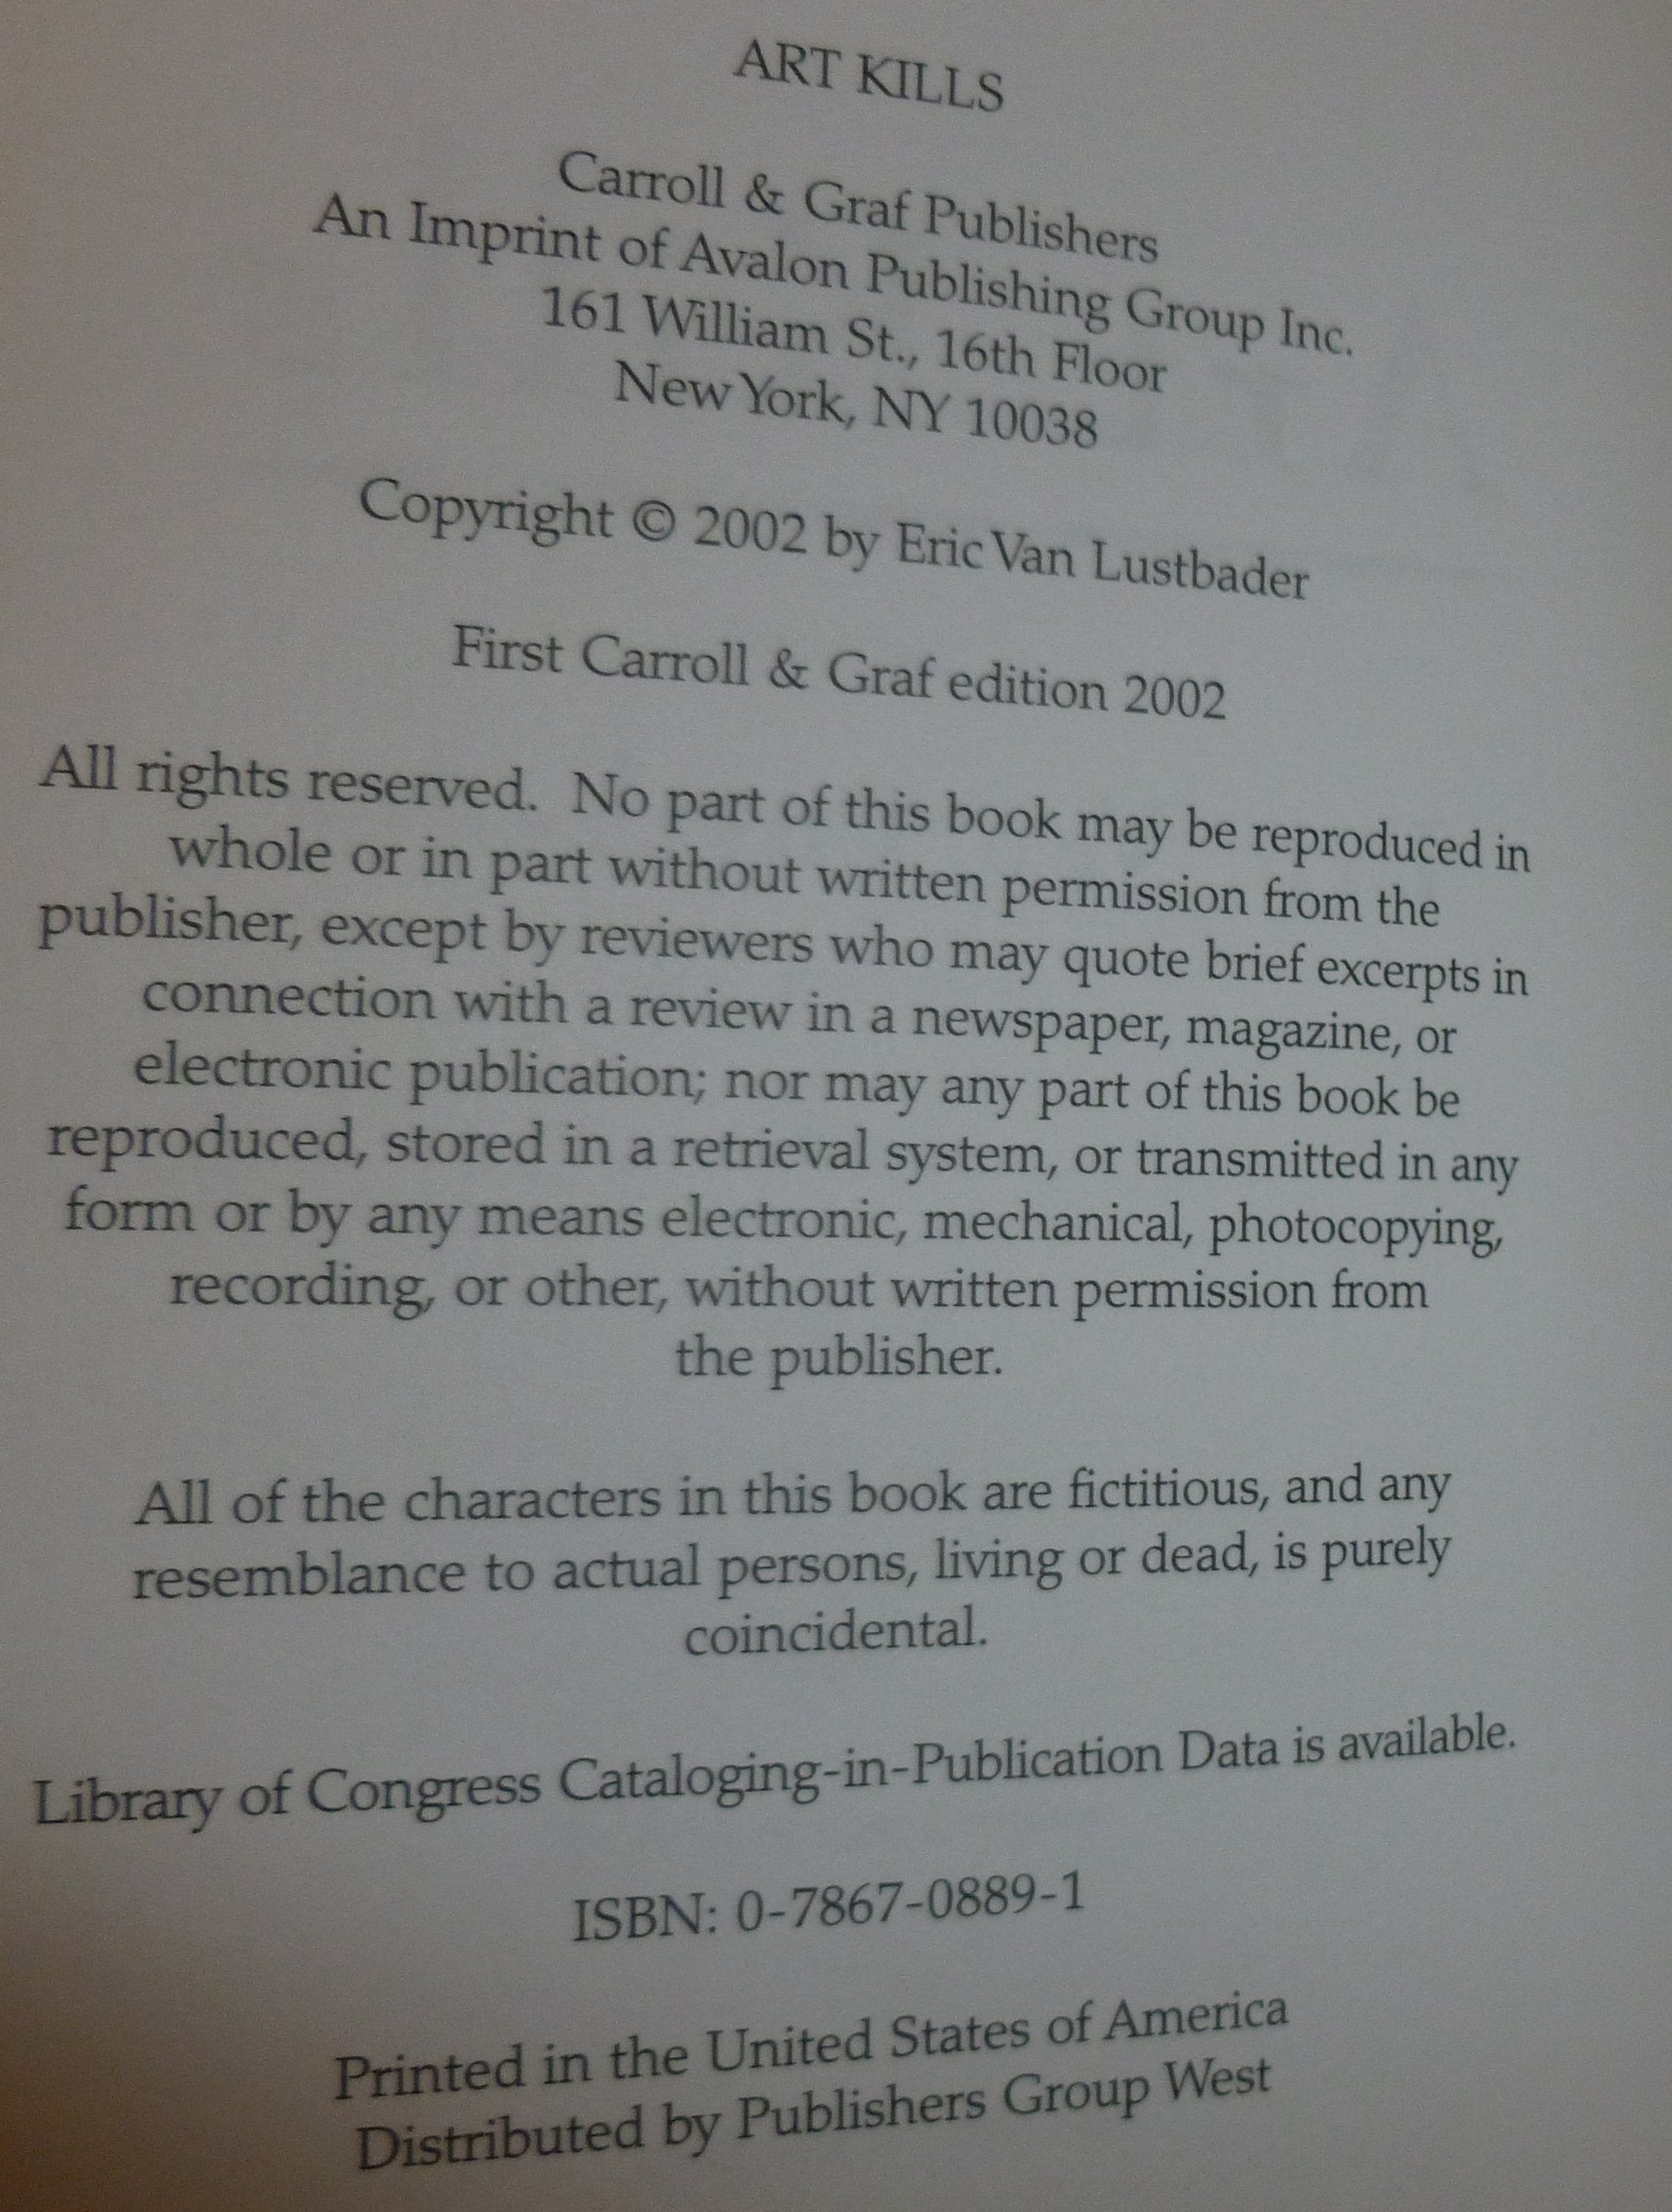 ART KILLS
Carroll & Graf Publishers
An Imprint of Avalon Publishing Group Inc.
161 William St., 16th Floor
New York, NY 10038
Copyright © 2002 by Eric Van Lustbader
First Carroll & Graf edition 2002
All rights reserved. No part of this book may be reproduced in
whole or in part without written permission from the
publisher, except by reviewers who may quote brief excerpts in
connection with a review in a newspaper, magazine, or
electronic publication; nor may any part of this book be
reproduced, stored in a retrieval system, or transmitted in any
form or by any means electronic, mechanical, photocopying,
recording, or other, without written permission from
the publisher.
All of the characters in this book are fictitious, and any
resemblance to actual persons, living or dead, is purely
coincidental.
Library of Congress Cataloging-in-Publication Data is available.
ISBN: 0-7867-0889-1
Printed in the United States of America
Distributed by Publishers Group West